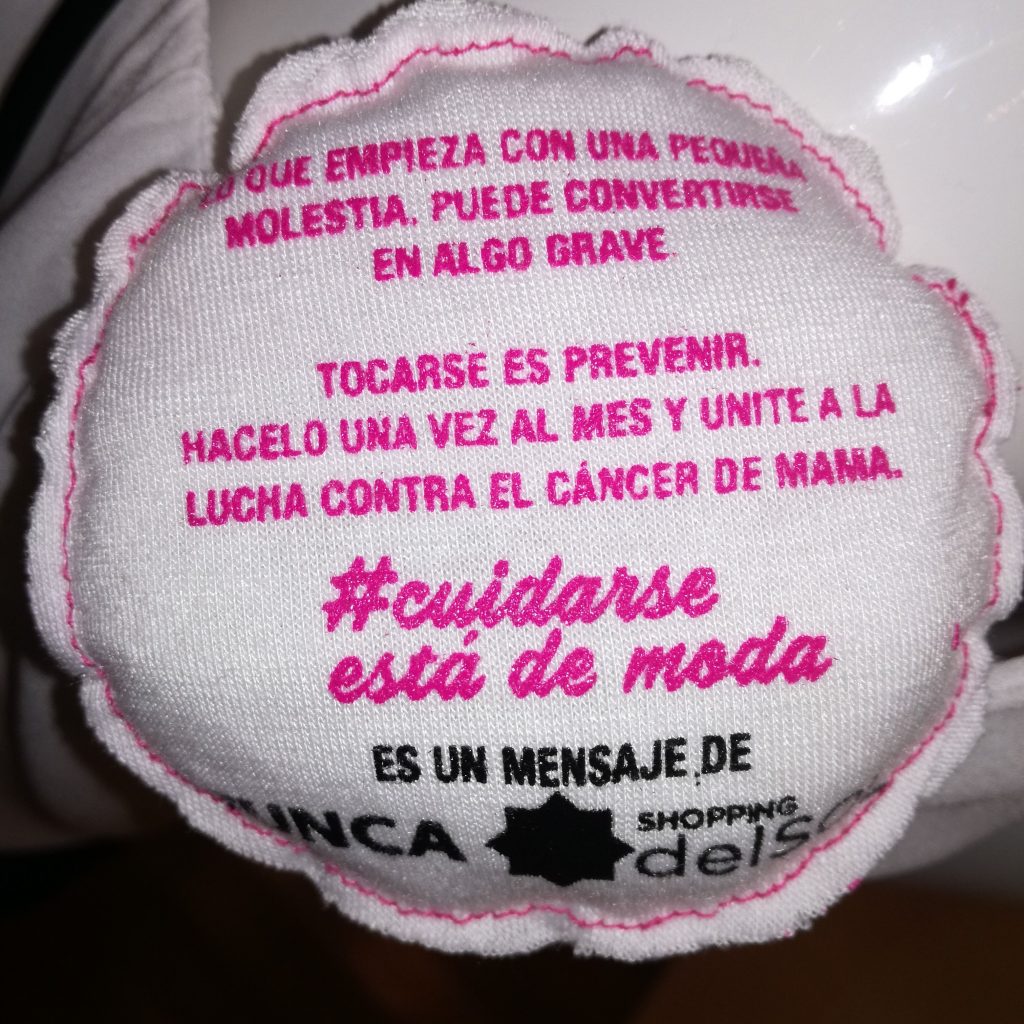 LO QUE EMPIEZA CON UNA PEQUEÑA
MOLESTIA, PUEDE CONVERTIRSE
EN ALGO GRAVE.
TOCARSE ES PREVENIR.
HACELO UNA VEZ AL MES Y UNITE A LA
LUCHA CONTRA EL CÁNCER DE MAMA.
#cuidarse
está de moda
ES UN MENSAJE DE
SHOPPING